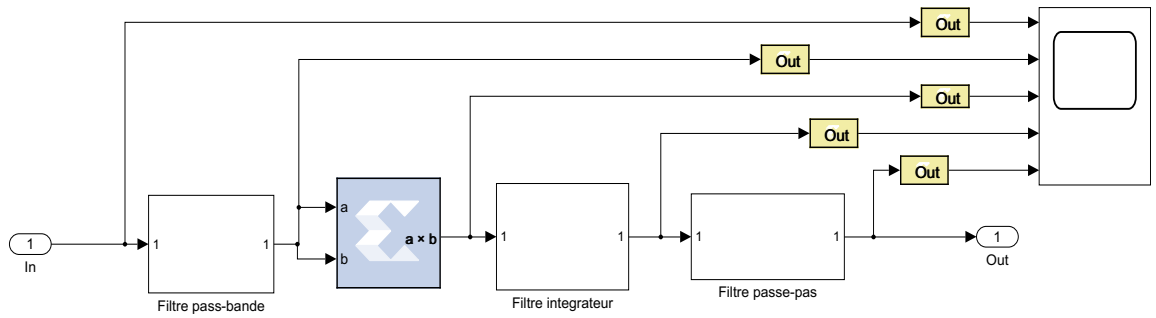 Out
Out
Out
Out
Out
1
In
1 1
Filtre pass-bande
a
b
a × b
1 1
Filtre integrateur
1 1
Filtre passe-pas
1
Out